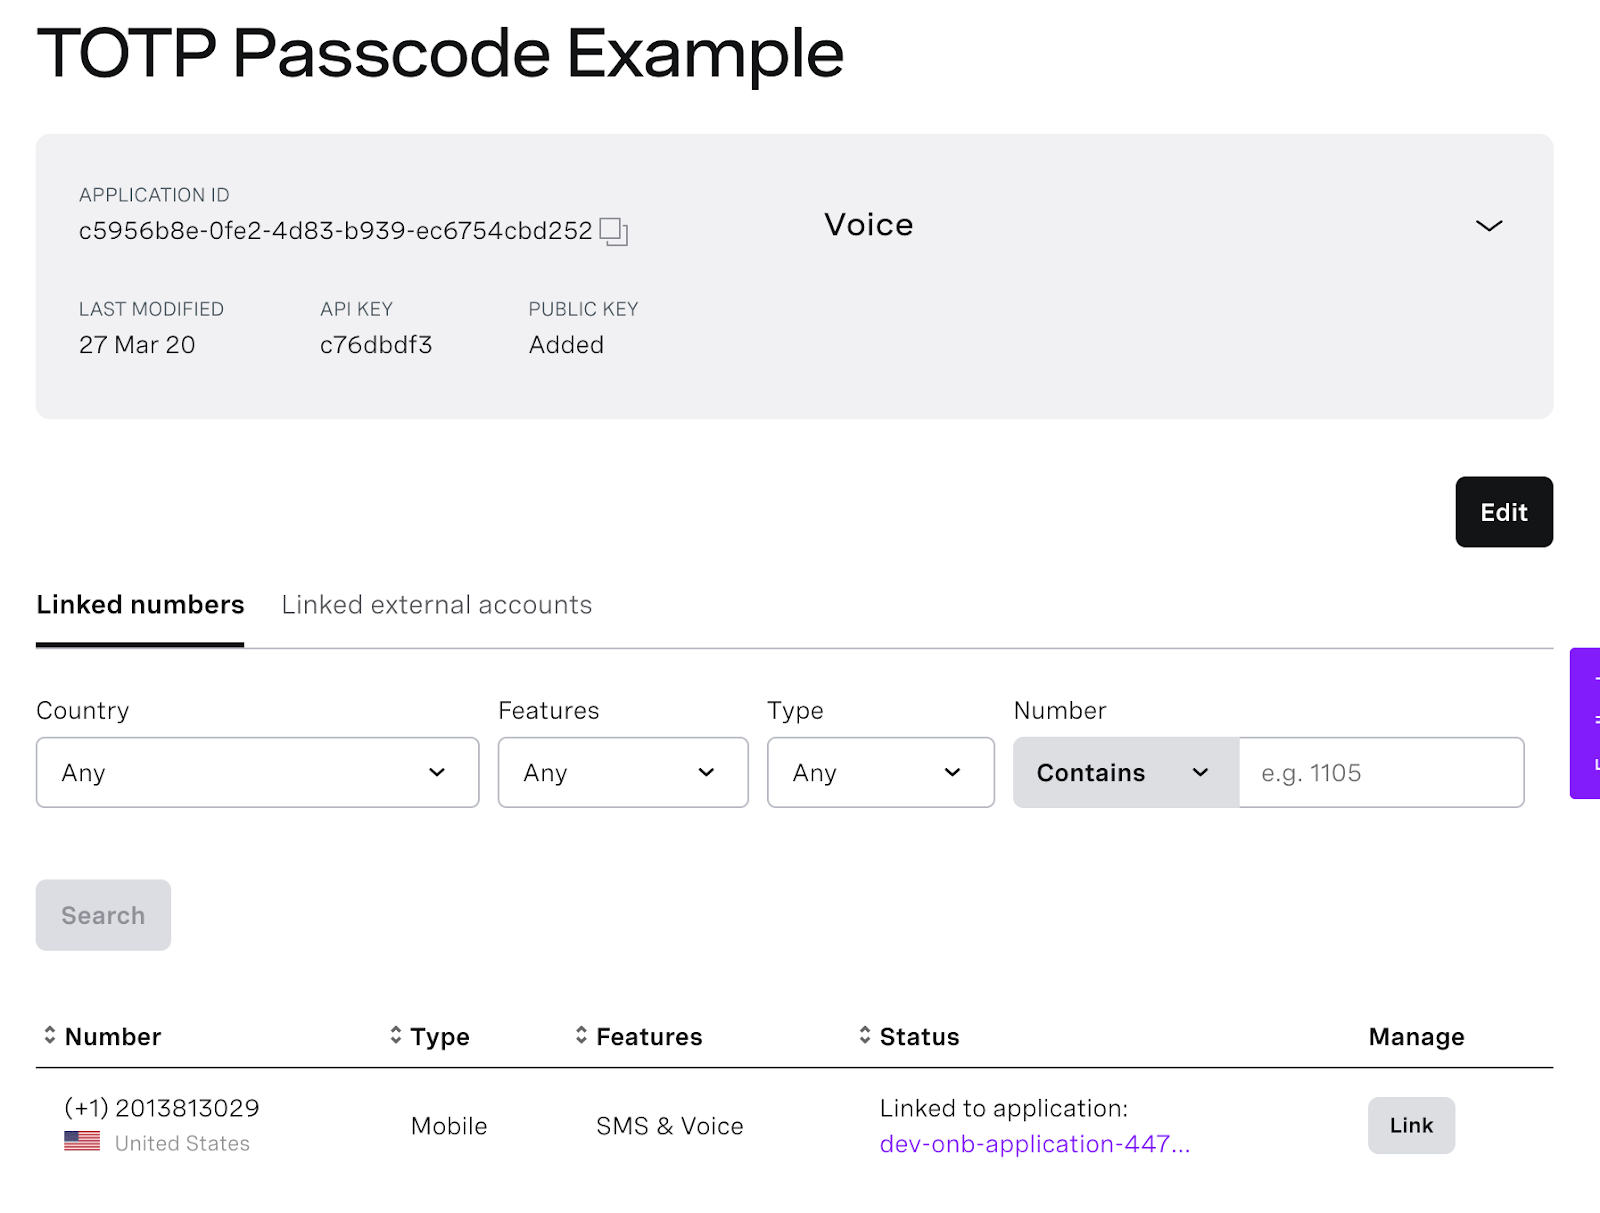 TOTP Passcode Example
APPLICATION ID
c5956b8e-0fe2-4d83-b939-ec6754cbd252
Voice
LAST MODIFIED
API KEY
PUBLIC KEY
27 Mar 20
c76dbdf3
Added
Edit
Linked numbers
Linked external accounts
Country
Features
Type
Number
Any
Any
Any
Contains
e.g. 1105
Search
Number
Type
Features
Status
Manage
(+1) 2013813029
United States
Mobile
SMS & Voice
Linked to application:
dev-onb-application-447...
Link